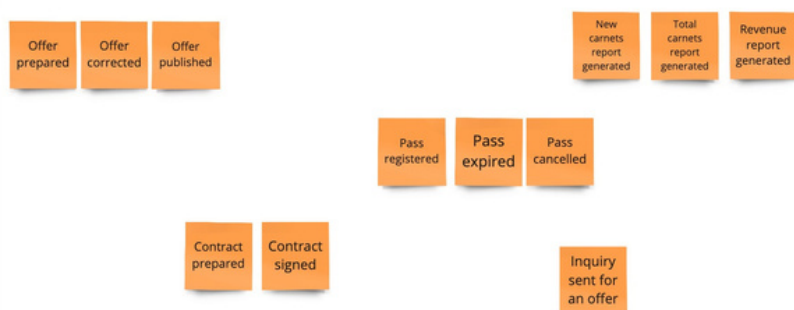 Offer
prepared
Offer
corrected
Offer
published
New
carnets
report
generated
Total
carnets
report
generated
Revenue
report
generated
Pass
registered
Pass
expired
Pass
cancelled
Contract
prepared
Contract
signed
Inquiry
sent for
an offer